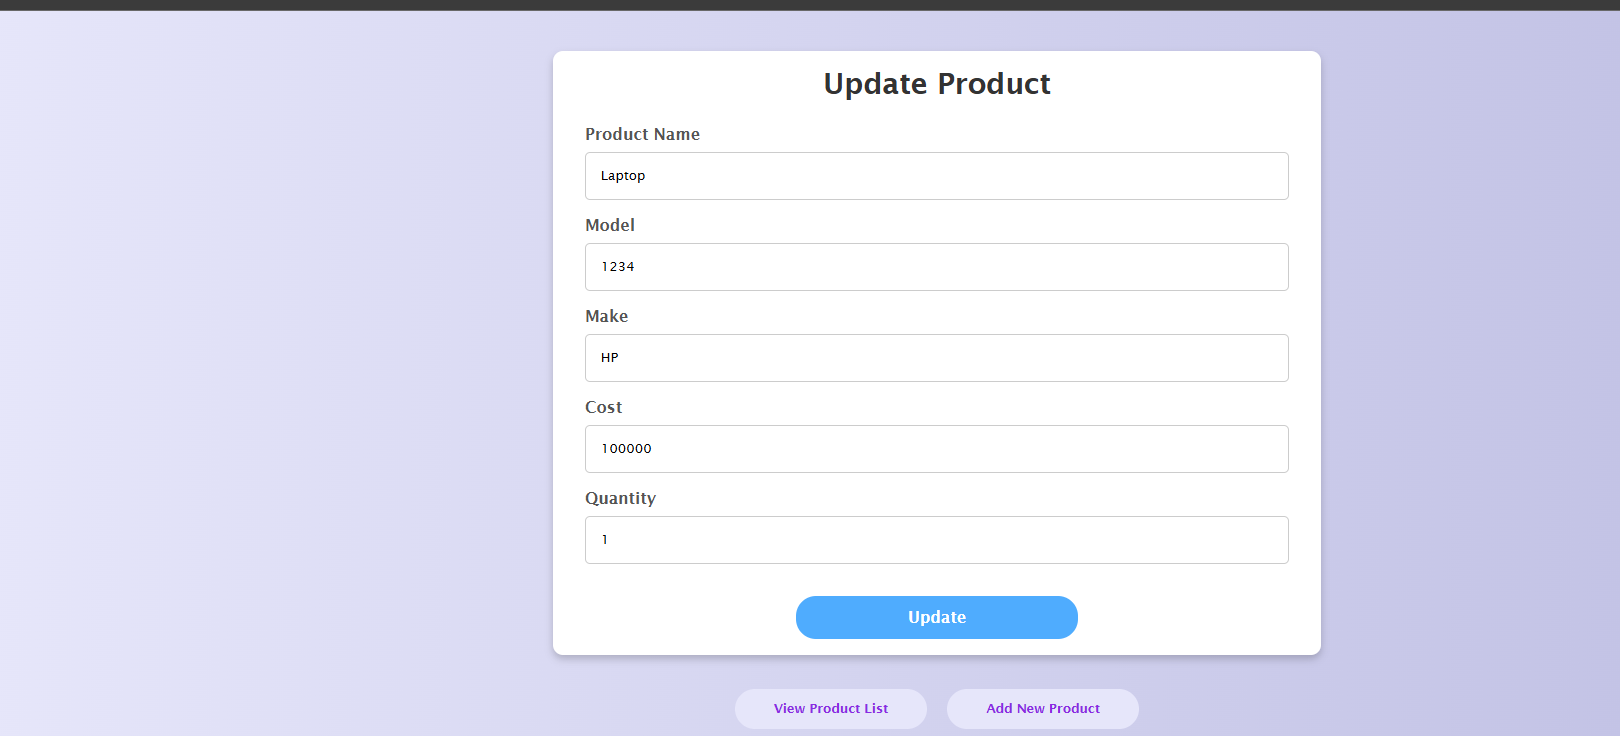 Update Product
Product Name
Laptop
Model
1234
Make
HP
Cost
100000
Quantity
1
Update
View Product List
Add New Product